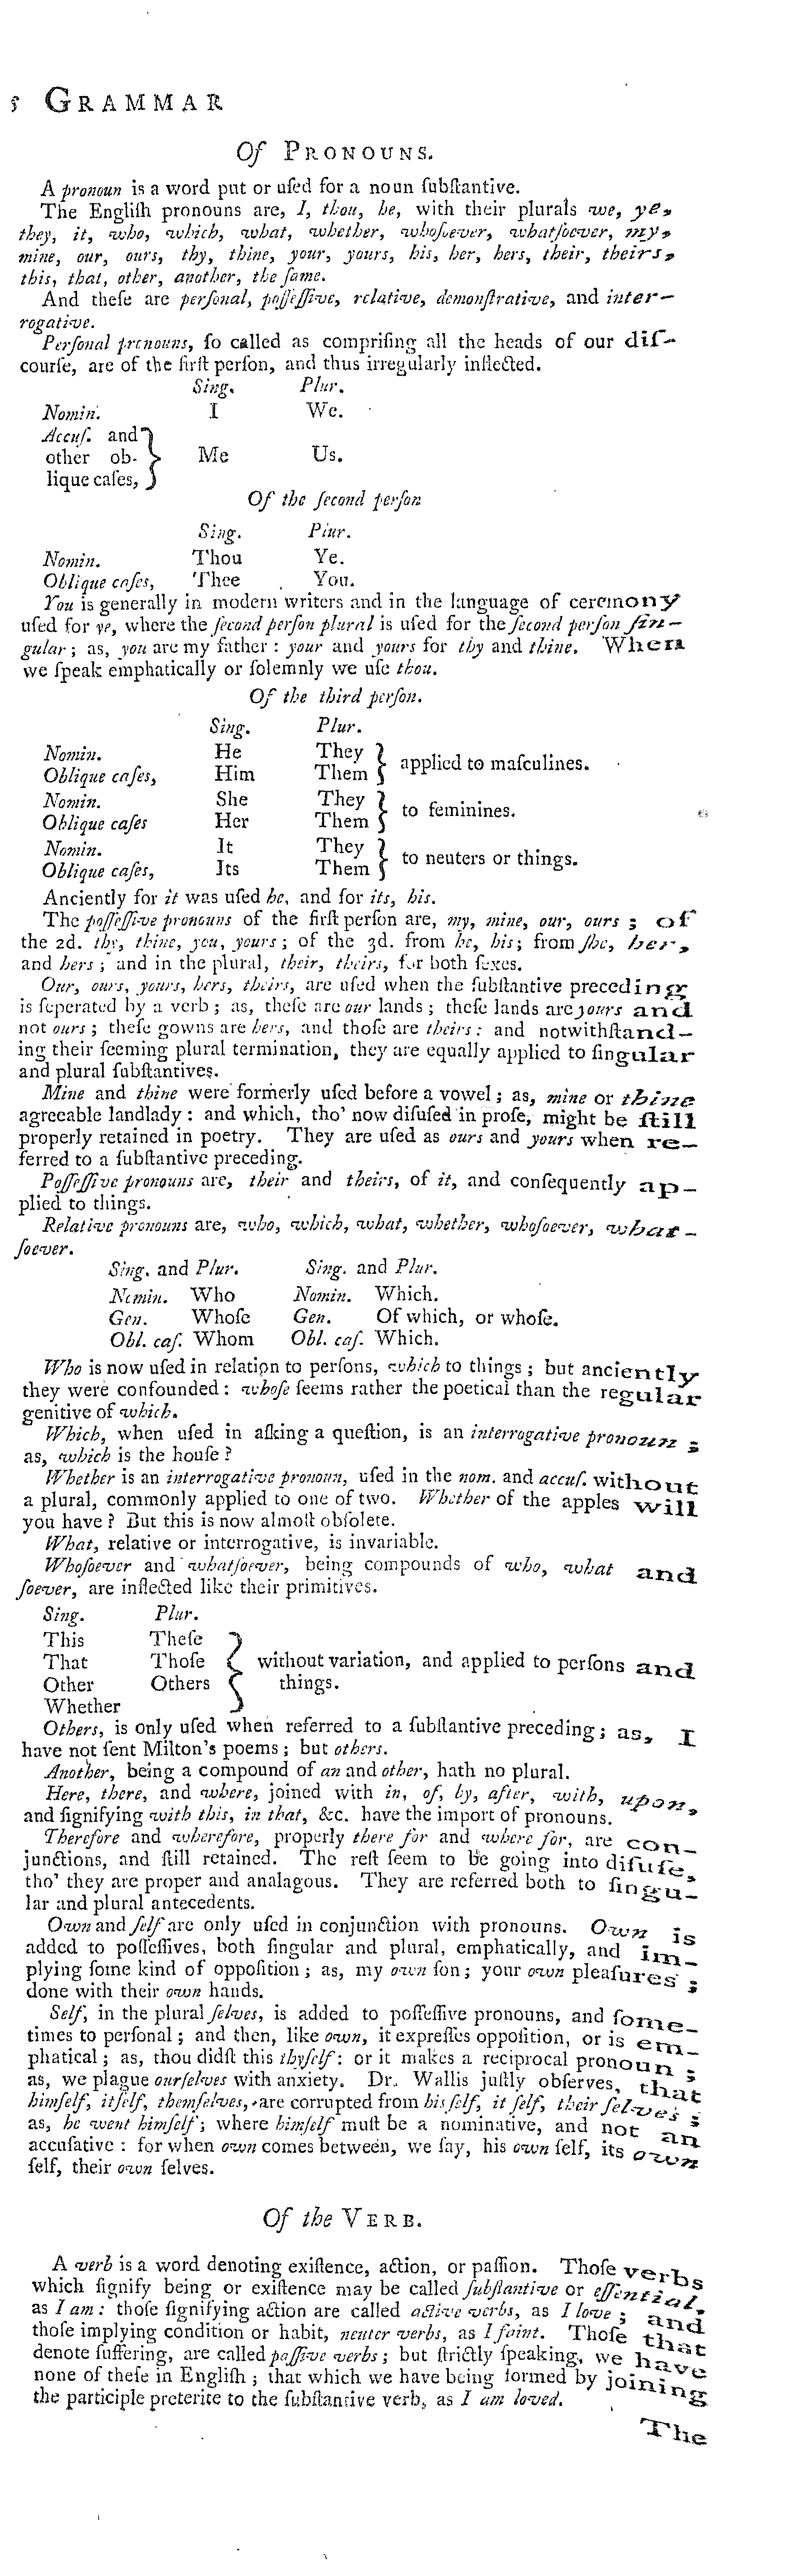 ſ GRAMMAR
Of PRONOUNS.
A pronoun is a word put or uſed for a noun ſubſtantive.
The Engliſh pronouns are, I, thou, he, with their plurals we, ye,
they, it, who, which, what, whether, whoſoever, whatſoever, my,
mine, our, ours, thy, thine, your, yours, his, her, hers, their, theirs,
this, that, other, another, the ſame.
And theſe are perſonal, poſſeſſive, relative, demonſtrative, and inter-
rogative.
Perſonal pronouns, ſo called as compriſing all the heads of our diſ-
courſe, are of the firſt perſon, and thus irregularly inflected.
Sing. Plur.
Nomin. I We.
Accuſ. and
other ob- } Me Us.
lique caſes,
Of the ſecond perſon
Sing. Plur.
Nomin. Thou Ye.
Oblique caſes, Thee You.
You is generally in modern writers and in the language of ceremony
uſed for ye, where the ſecond perſon plural is uſed for the ſecond perſon ſin-
gular; as, you are my father: your and yours for thy and thine. When
we ſpeak emphatically or ſolemnly we uſe thou.
Of the third perſon.
Sing. Plur.
Nomin. He They } applied to maſculines.
Oblique caſes, Him Them
Nomin. She They } to feminines.
Oblique caſes Her Them
Nomin. It They } to neuters or things.
Oblique caſes, Its Them
Anciently for it was uſed he, and for its, his.
The poſſeſſive pronouns of the firſt perſon are, my, mine, our, ours; of
the 2d. thy, thine, you, yours; of the 3d. from he, his; from ſhe, her,
and hers; and in the plural, their, theirs, for both ſexes.
Our, ours, yours, hers, theirs, are uſed when the ſubſtantive preceding
is ſeperated by a verb; as, theſe are our lands; theſe lands are yours and
not ours; theſe gowns are hers, and thoſe are theirs: and notwithſtand-
ing their ſeeming plural termination, they are equally applied to ſingular
and plural ſubſtantives.
Mine and thine were formerly uſed before a vowel; as, mine or thine
agreeable landlady: and which, tho' now diſuſed in proſe, might be ſtill
properly retained in poetry. They are uſed as ours and yours when re-
ferred to a ſubſtantive preceding.
Poſſeſſive pronouns are, their and theirs, of it, and conſequently ap-
plied to things.
Relative pronouns are, who, which, what, whether, whoſoever, what-
ſoever.
Sing. and Plur. Sing. and Plur.
Nomin. Who Nomin. Which.
Gen. Whoſe Gen. Of which, or whoſe.
Obl. caſ. Whom Obl. caſ. Which.
Who is now uſed in relation to perſons, which to things; but anciently
they were confounded: whoſe ſeems rather the poetical than the regular
genitive of which.
Which, when uſed in aſking a queſtion, is an interrogative pronoun;
as, which is the houſe?
Whether is an interrogative pronoun, uſed in the nom. and accuſ. without
a plural, commonly applied to one of two. Whether of the apples will
you have? But this is now almoſt obſolete.
What, relative or interrogative, is invariable.
Whoſoever and whatſoever, being compounds of who, what and
ſoever, are inflected like their primitives.
Sing. Plur.
This Theſe
That Thoſe } without variation, and applied to perſons and
Other Others things.
Whether
Others, is only uſed when referred to a ſubſtantive preceding; as, I
have not ſent Milton's poems; but others.
Another, being a compound of an and other, hath no plural.
Here, there, and where, joined with in, of, by, after, with, upon,
and ſignifying with this, in that, &c. have the import of pronouns.
Therefore and wherefore, properly there for and where for, are con-
junctions, and ſtill retained. The reſt ſeem to be going into diſuſe,
tho' they are proper and analagous. They are referred both to ſingu-
lar and plural antecedents.
Own and ſelf are only uſed in conjunction with pronouns. Own is
added to poſſeſſives, both ſingular and plural, emphatically, and im-
plying ſome kind of oppoſition; as, my own ſon; your own pleaſures;
done with their own hands.
Self, in the plural ſelves, is added to poſſeſſive pronouns, and ſome-
times to perſonal; and then, like own, it expreſſes oppoſition, or is em-
phatical; as, thou didſt this thyſelf: or it makes a reciprocal pronoun;
as, we plague ourſelves with anxiety. Dr. Wallis juſtly obſerves, that
himſelf, itſelf, themſelves, are corrupted from his ſelf, it ſelf, their ſelves;
as, he went himſelf; where himſelf muſt be a nominative, and not an
accuſative: for when own comes between, we ſay, his own ſelf, its own
ſelf, their own ſelves.
Of the VERB.
A verb is a word denoting exiſtence, action, or paſſion. Thoſe verbs
which ſignify being or exiſtence may be called ſubſtantive or eſſential,
as I am: thoſe ſignifying action are called active verbs, as I love; and
thoſe implying condition or habit, neuter verbs, as I faint. Thoſe that
denote ſuffering, are called paſſive verbs; but ſtrictly ſpeaking, we have
none of theſe in Engliſh; that which we have being formed by joining
the participle preterite to the ſubſtantive verb, as I am loved.
The